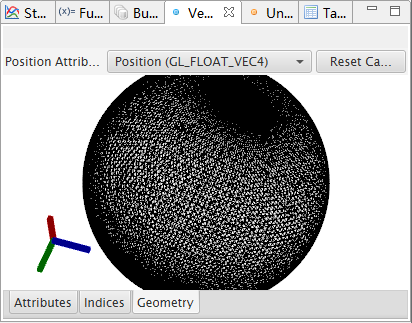 St... (x)= Fu... Bu... Ve... Un... Ta...
Position Attrib... Position (GL_FLOAT_VEC4) Reset Ca...
Attributes Indices Geometry